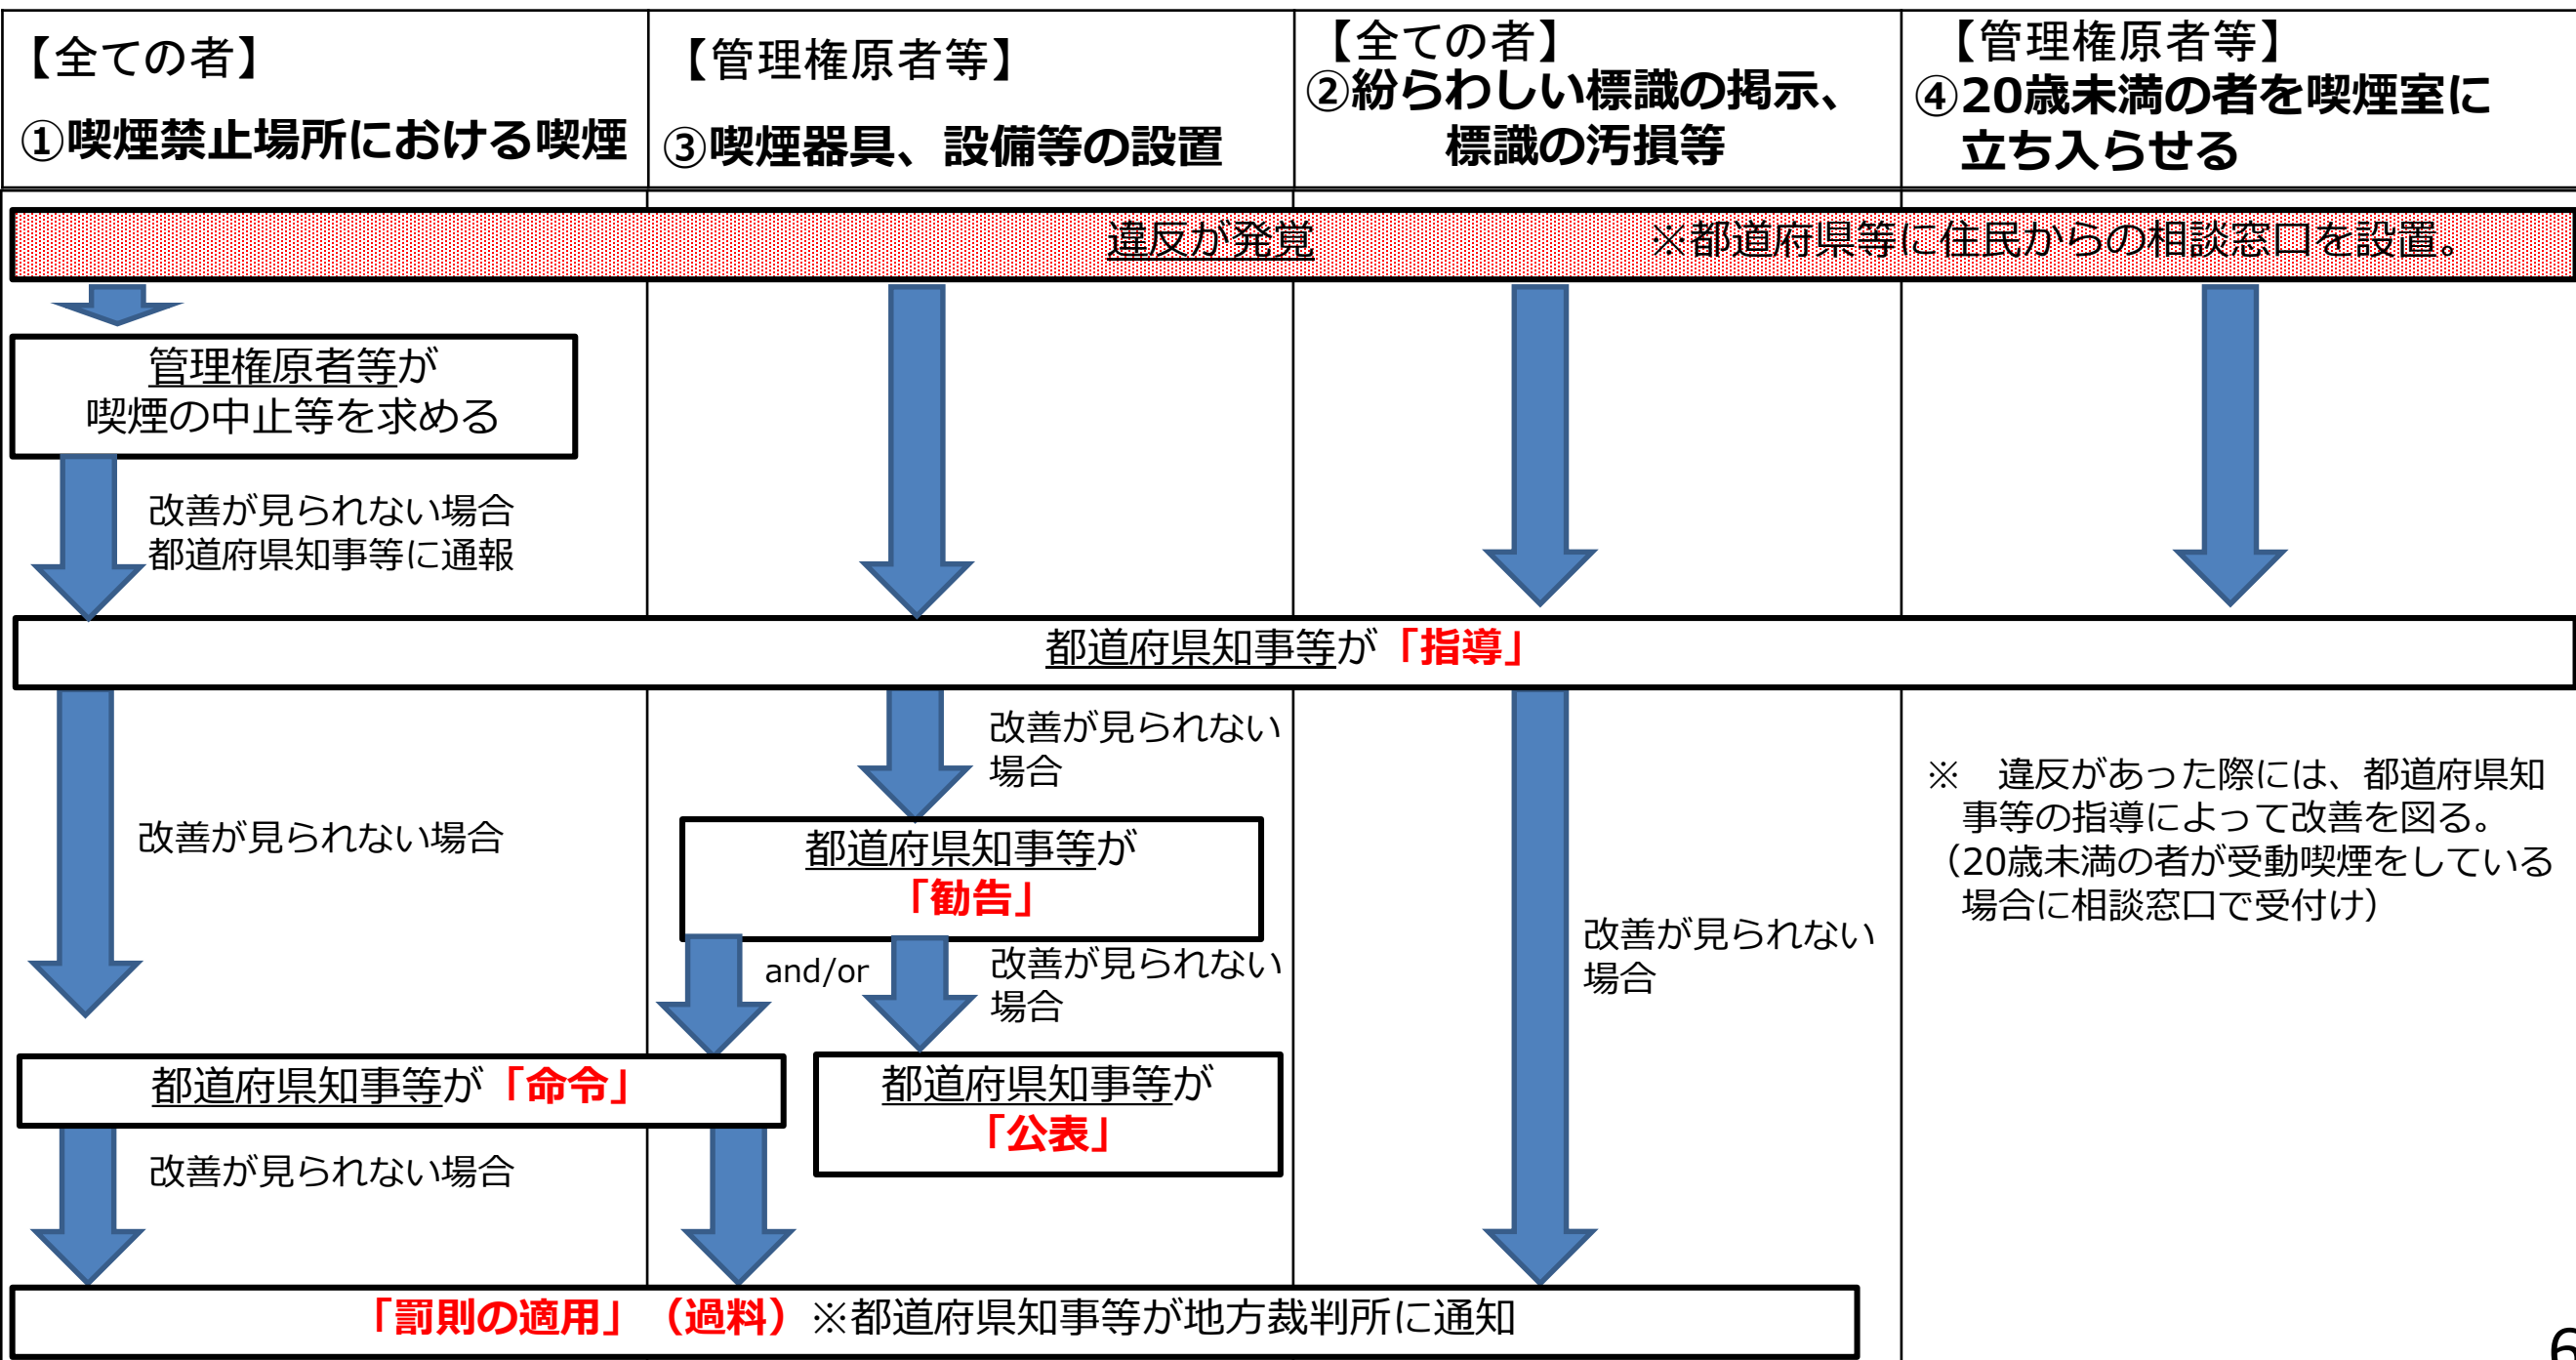 【全ての者】
①喫煙禁止場所における喫煙
【管理権原者等】
③喫煙器具、設備等の設置
【全ての者】
②紛らわしい標識の掲示、
標識の汚損等
【管理権原者等】
④20歳未満の者を喫煙室に
立ち入らせる
違反が発覚 ※都道府県等に住民からの相談窓口を設置。
管理権原者等が
喫煙の中止等を求める
改善が見られない場合
都道府県知事等に通報
都道府県知事等が「指導」
改善が見られない場合
改善が見られない
場合
都道府県知事等が
「勧告」
and/or
改善が見られない
場合
都道府県知事等が「命令」
都道府県知事等が
「公表」
改善が見られない場合
改善が見られない
場合
※ 違反があった際には、都道府県知
事等の指導によって改善を図る。
（20歳未満の者が受動喫煙をしている
場合に相談窓口で受付け）
「罰則の適用」（過料）※都道府県知事等が地方裁判所に通知
6